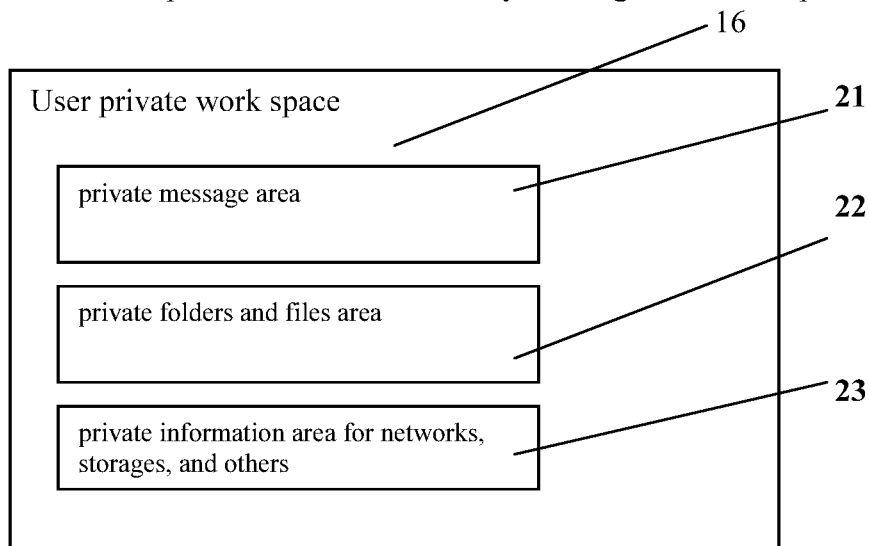 16
User private work space
21
private message area
22
private folders and files area
23
private information area for networks,
storages, and others